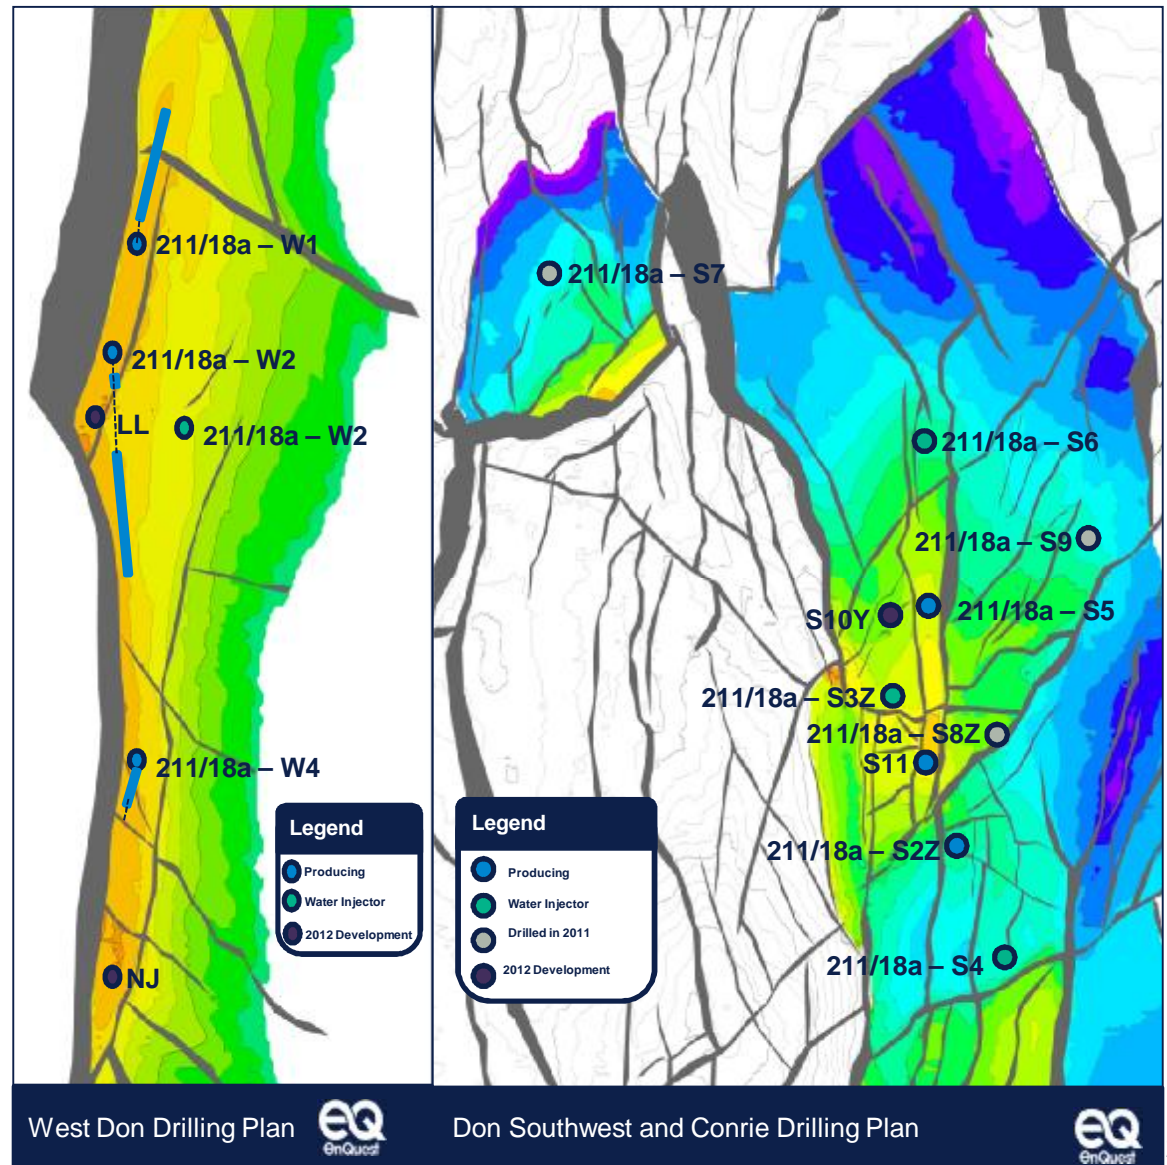 211/18a – W1
211/18a – W2
LL
211/18a – W2
211/18a – W4
NJ
Legend
Producing
Water Injector
2012 Development
West Don Drilling Plan
eQ
EnQuest
211/18a – S7
211/18a – S6
211/18a – S9
211/18a – S5
S10Y
211/18a – S3Z
211/18a – S8Z
S11
211/18a – S2Z
211/18a – S4
Legend
Producing
Water Injector
Drilled in 2011
2012 Development
Don Southwest and Conrie Drilling Plan
eQ
EnQuest